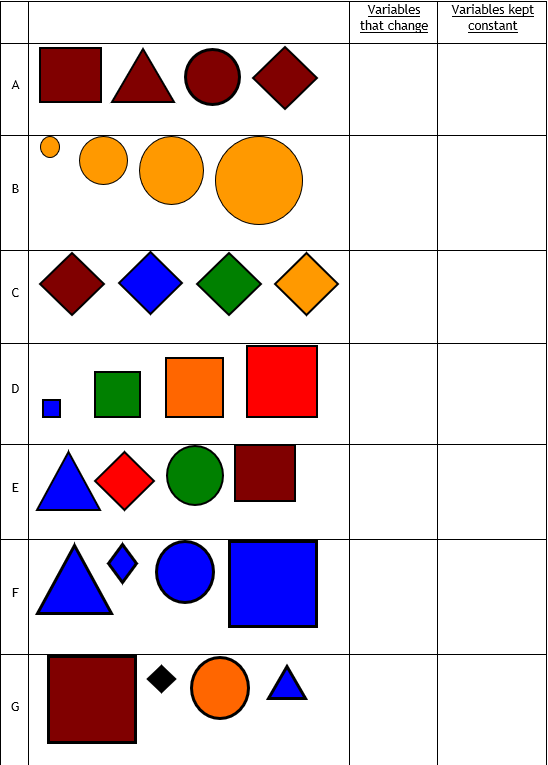 Variables
that change
Variables kept
constant
A
B
C
D
E
F
G